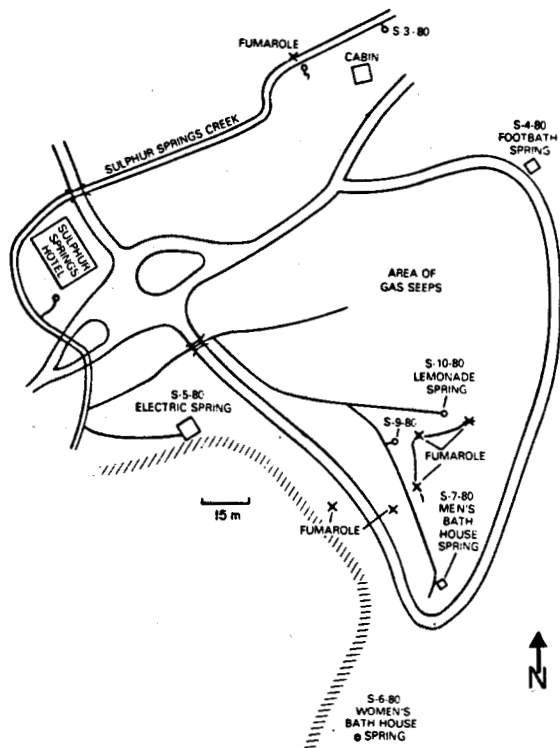 S 3-80
FUMAROLE
CABIN
SULPHUR SPRINGS CREEK
S-4-80
FOOTBATH
SPRING
SULPHUR
SPRINGS
HOTEL
AREA OF
GAS SEEPS
S-10-80
LEMONADE
SPRING
S-5-80
ELECTRIC SPRING
S-9-80
FUMAROLE
15 m
S-7-80
MEN'S
BATH
HOUSE
SPRING
FUMAROLE
N
S-6-80
WOMEN'S
BATH HOUSE
SPRING